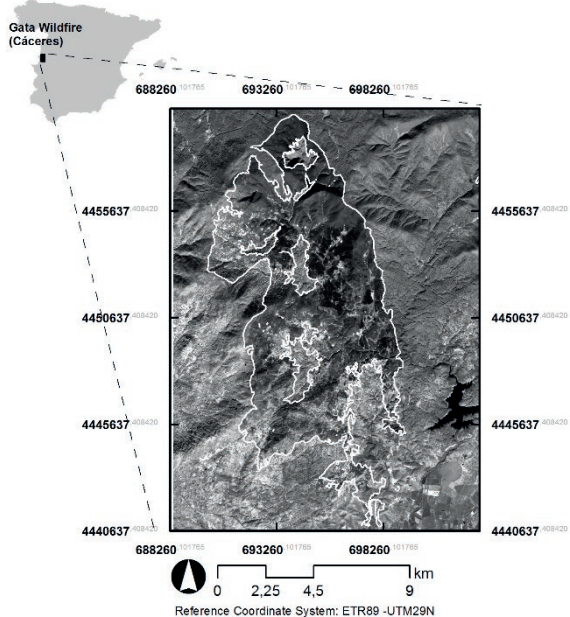 Gata Wildfire
(Cáceres)
688260.101765 693260.101765 698260.101765
4455637.408420 4455637.408420
4450637.408420 4450637.408420
4445637.408420 4445637.408420
4440637.408420 4440637.408420
688260.101765 693260.101765 698260.101765
km
0 2,25 4,5 9
Reference Coordinate System: ETR89 -UTM29N